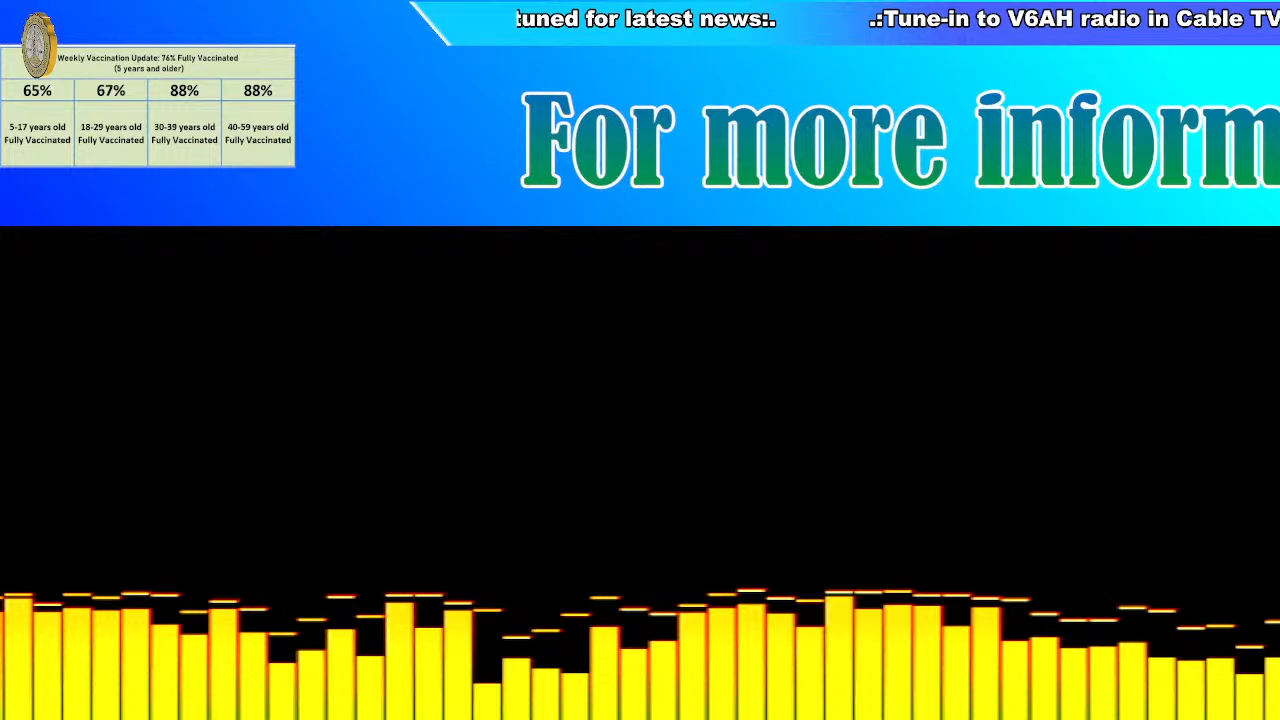 tuned for latest news:. .:Tune-in to V6AH radio in Cable TV
Weekly Vaccination Update: 76% Fully Vaccinated
(5 years and older)
65% 67% 88% 88%
5-17 years old 18-29 years old 30-39 years old 40-59 years old
Fully Vaccinated Fully Vaccinated Fully Vaccinated Fully Vaccinated
For more inform